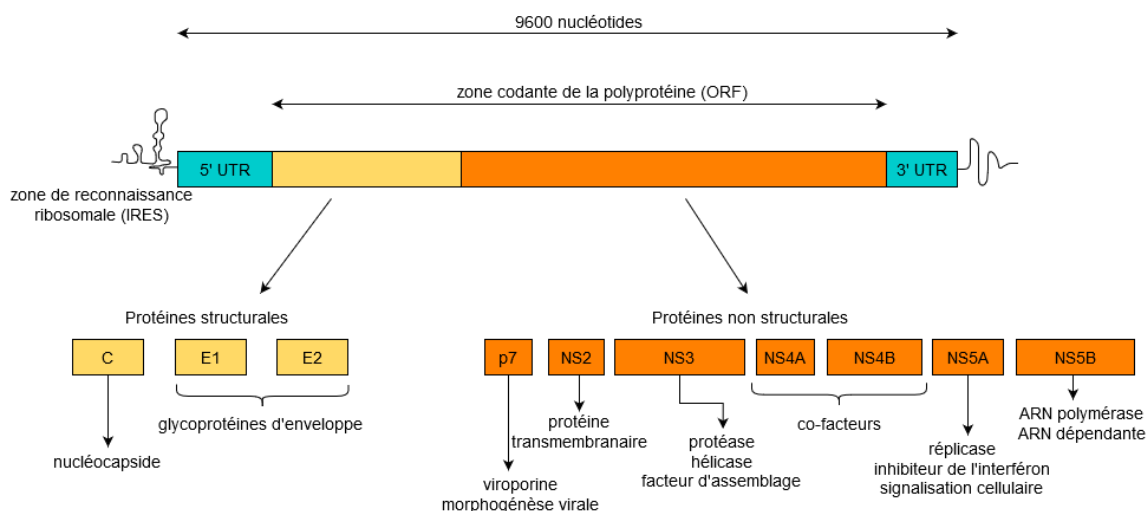 9600 nucléotides
zone codante de la polyprotéine (ORF)
5' UTR
3' UTR
zone de reconnaissance
ribosomale (IRES)
Protéines structurales
Protéines non structurales
C
E1
E2
p7
NS2
NS3
NS4A
NS4B
NS5A
NS5B
glycoprotéines d'enveloppe
nucléocapside
protéine
transmembranaire
co-facteurs
ARN polymérase
ARN dépendante
protéase
hélicase
facteur d'assemblage
réplicase
inhibiteur de l'interféron
signalisation cellulaire
viroporine
morphogénèse virale